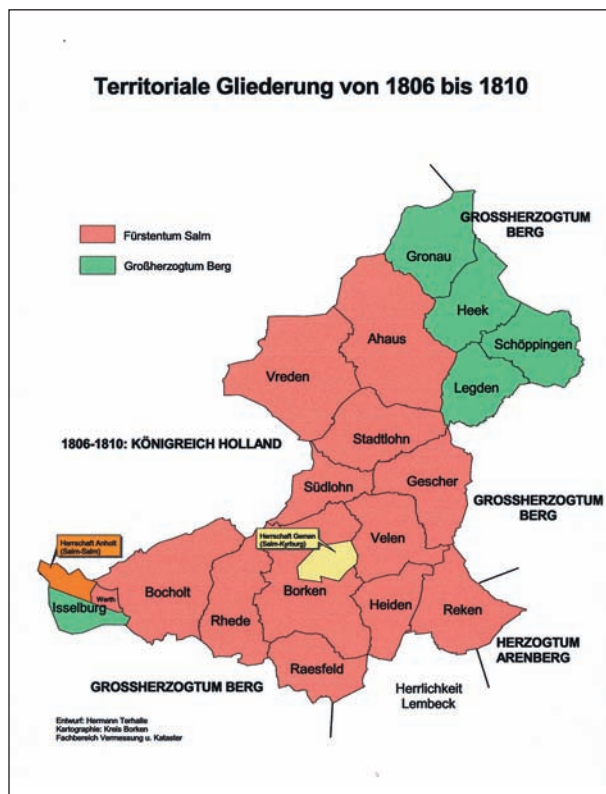 Territoriale Gliederung von 1806 bis 1810
Fürstentum Salm
Großherzogtum Berg
GROSSHERZOGTUM
BERG
Gronau
Heek
Schöppingen
Ahaus
Legden
Vreden
1806-1810: KÖNIGREICH HOLLAND
Stadtlohn
Gescher
Südlohn
GROSSHERZOGTUM
BERG
Herrschaft Anholt
(Salm-Salm)
Herrschaft Gemen
(Salm-Kyrburg)
Velen
Bocholt
Werth
Isselburg
Rhede
Borken
Heiden
Reken
HERZOGTUM
ARENBERG
Raesfeld
GROSSHERZOGTUM BERG
Herrlichkeit
Lembeck
Entwurf: Hermann Terhalle
Kartographie: Kreis Borken
Fachbereich Vermessung u. Kataster